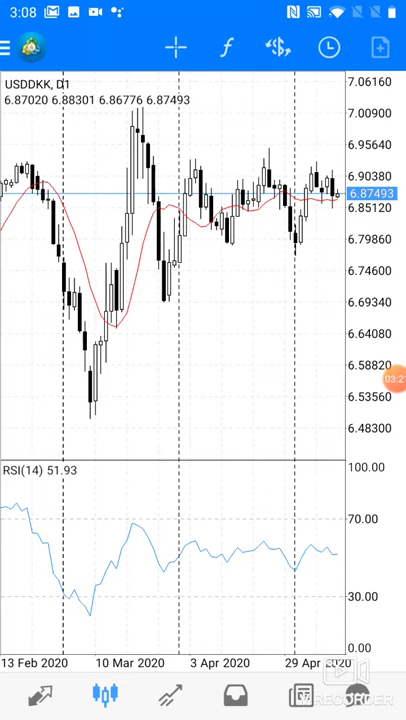 3:08
USDDKK, D1
6.87020 6.88301 6.86776 6.87493
7.06160
7.00900
6.95640
6.90380
6.87493
6.85120
6.79860
6.74600
6.69340
6.64080
03:21
6.58820
6.53560
6.48300
RSI(14) 51.93
100.00
70.00
30.00
0.00
13 Feb 2020
10 Mar 2020
3 Apr 2020
29 Apr 2020
RECORDER